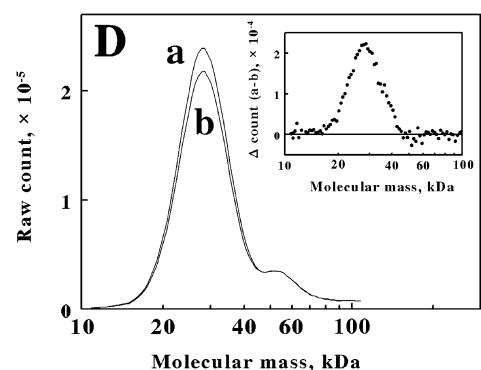 D
a
b
Raw count, × 10-5
2
1
0
10 20 40 60 100
Molecular mass, kDa
Δ count (a-b), × 10-4
2
1
0
10 20 40 60 100
Molecular mass, kDa